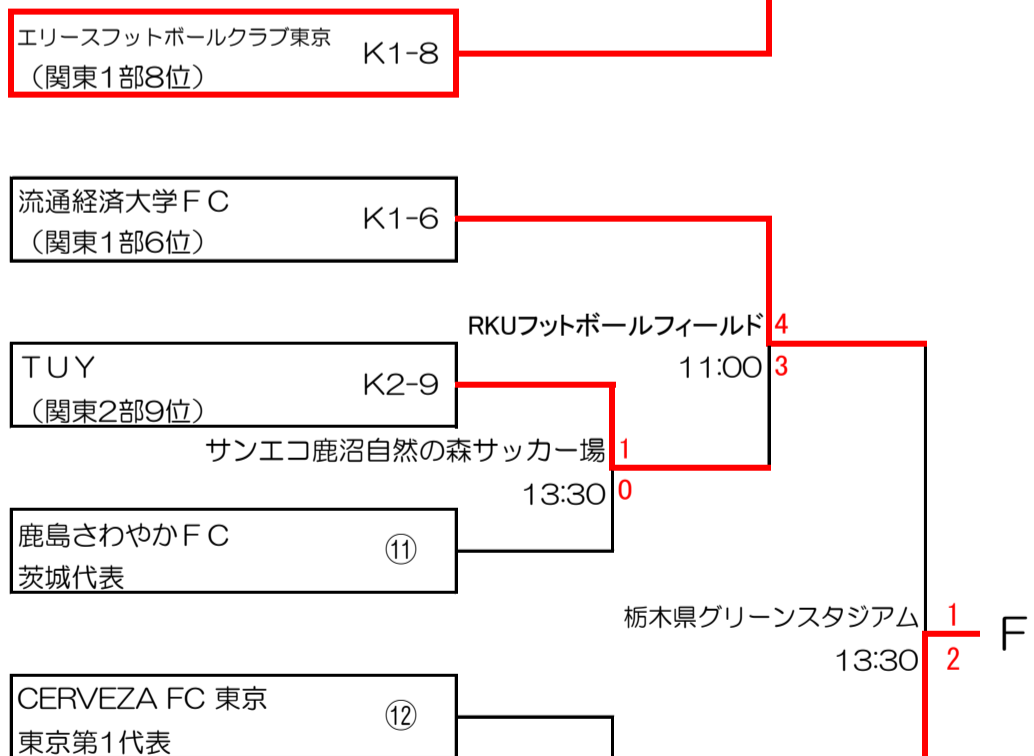 エリースフットボールクラブ東京
（関東1部8位）
K1-8
流通経済大学ＦＣ
（関東1部6位）
K1-6
RKUフットボールフィールド
4
11:00
3
ＴＵＹ
（関東2部9位）
K2-9
サンエコ鹿沼自然の森サッカー場
1
13:30
0
鹿島さわやかＦＣ
茨城代表
⑪
栃木県グリーンスタジアム
1
13:30
2
F
CERVEZA FC 東京
東京第1代表
⑫